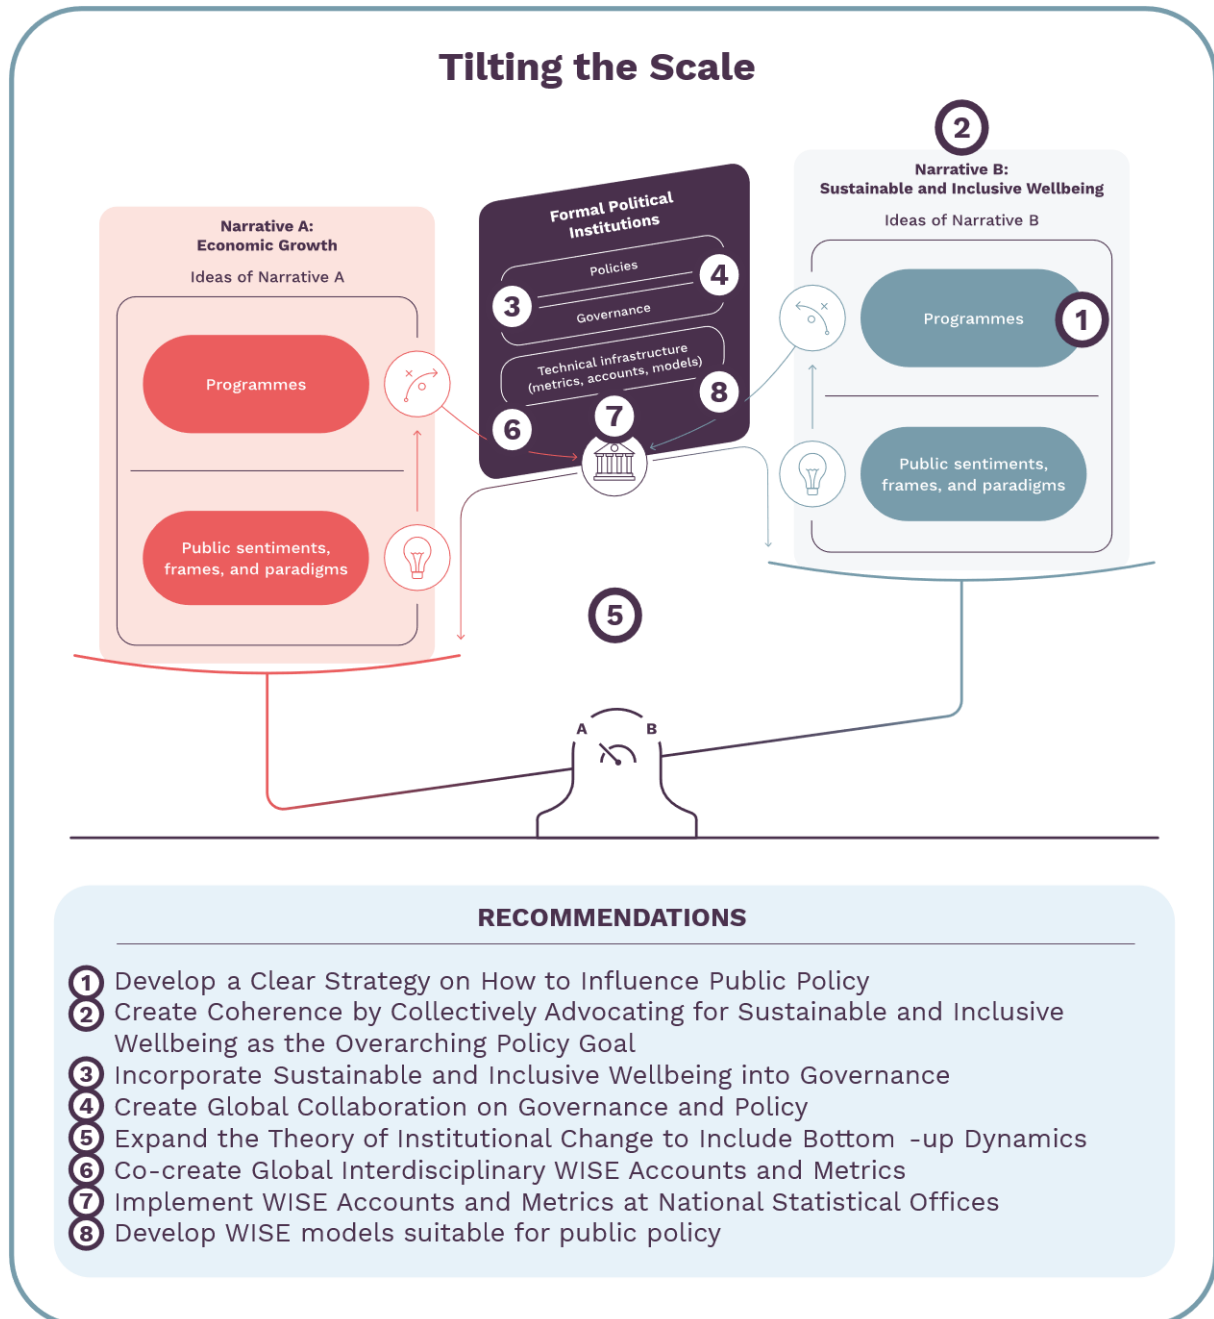 Tilting the Scale
2
Narrative B:
Sustainable and Inclusive Wellbeing
Ideas of Narrative B
Programmes
1
Public sentiments,
frames, and paradigms
Formal Political
Institutions
Policies
4
3
Governance
Technical infrastructure
(metrics, accounts, models)
8
7
6
Narrative A:
Economic Growth
Ideas of Narrative A
Programmes
Public sentiments,
frames, and paradigms
5
A
B
RECOMMENDATIONS
1 Develop a Clear Strategy on How to Influence Public Policy
2 Create Coherence by Collectively Advocating for Sustainable and Inclusive
Wellbeing as the Overarching Policy Goal
3 Incorporate Sustainable and Inclusive Wellbeing into Governance
4 Create Global Collaboration on Governance and Policy
5 Expand the Theory of Institutional Change to Include Bottom -up Dynamics
6 Co-create Global Interdisciplinary WISE Accounts and Metrics
7 Implement WISE Accounts and Metrics at National Statistical Offices
8 Develop WISE models suitable for public policy